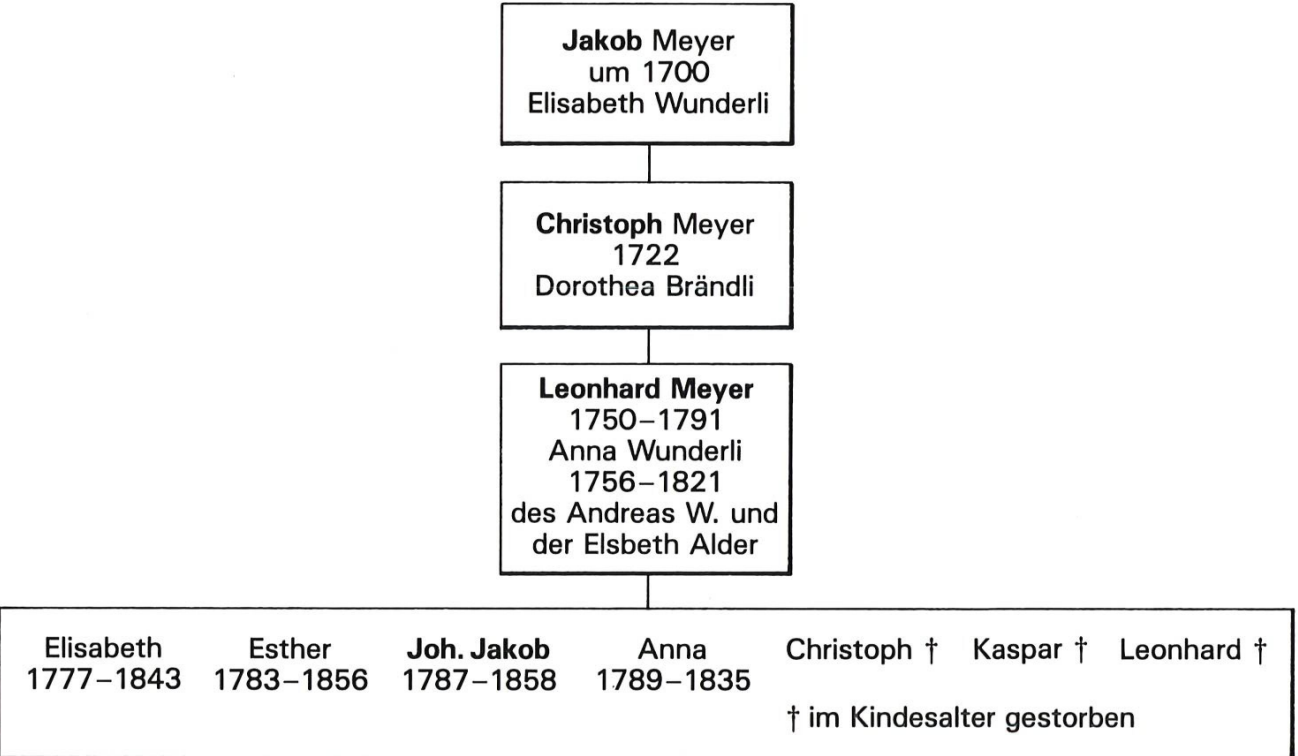 Jakob Meyer
um 1700
Elisabeth Wunderli
Christoph Meyer
1722
Dorothea Brändli
Leonhard Meyer
1750–1791
Anna Wunderli
1756–1821
des Andreas W. und
der Elsbeth Alder
Elisabeth Esther Joh. Jakob Anna Christoph † Kaspar † Leonhard †
1777–1843 1783–1856 1787–1858 1789–1835
† im Kindesalter gestorben